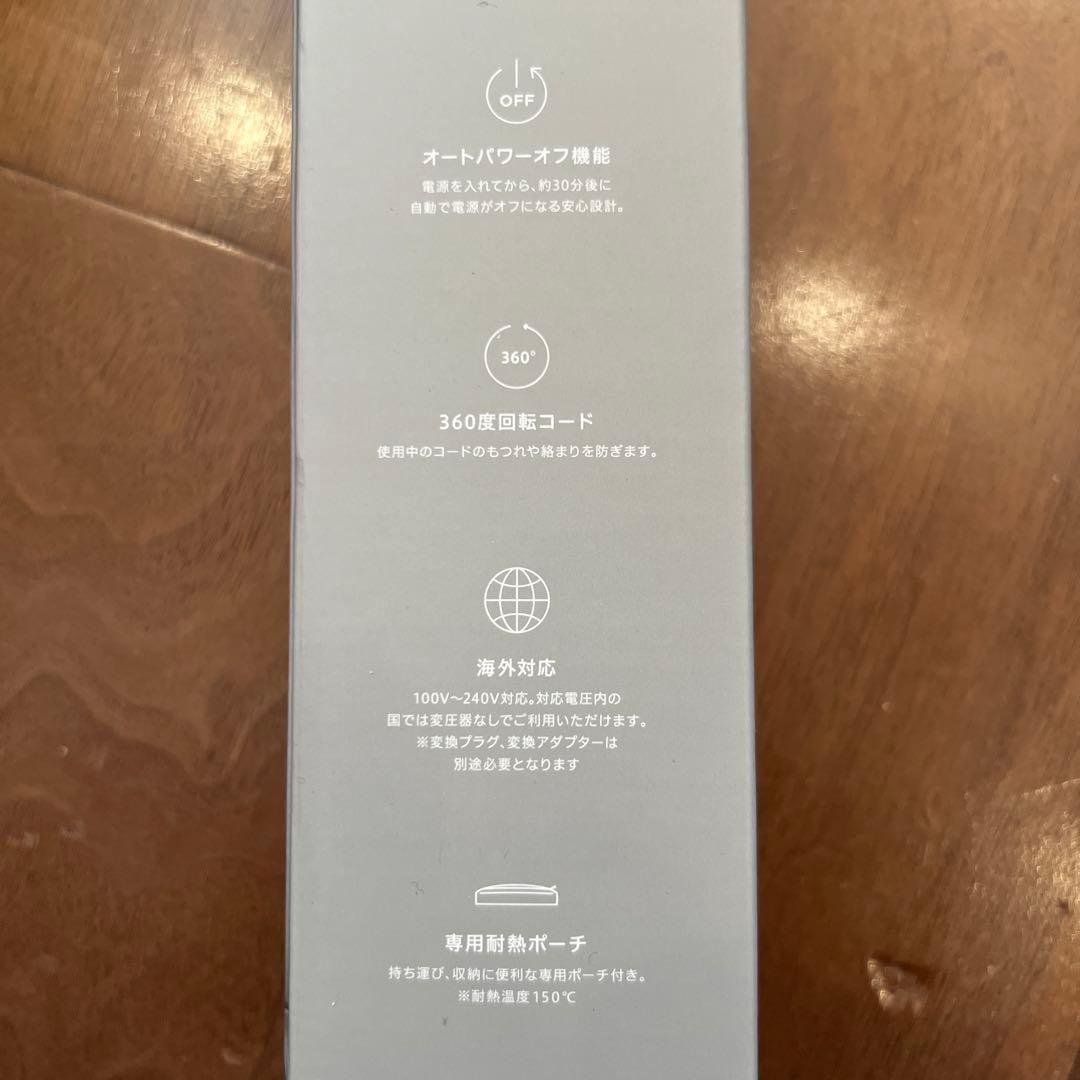 OFF
オートパワーオフ機能
電源を入れてから、約30分後に
自動で電源がオフになる安心設計。
360°
360度回転コード
使用中のコードのもつれや絡まりを防ぎます。
海外対応
100V〜240V対応。対応電圧内の
国では変圧器なしでご利用いただけます。
※変換プラグ、変換アダプターは
別途必要となります
専用耐熱ポーチ
持ち運び、収納に便利な専用ポーチ付き。
※耐熱温度150℃